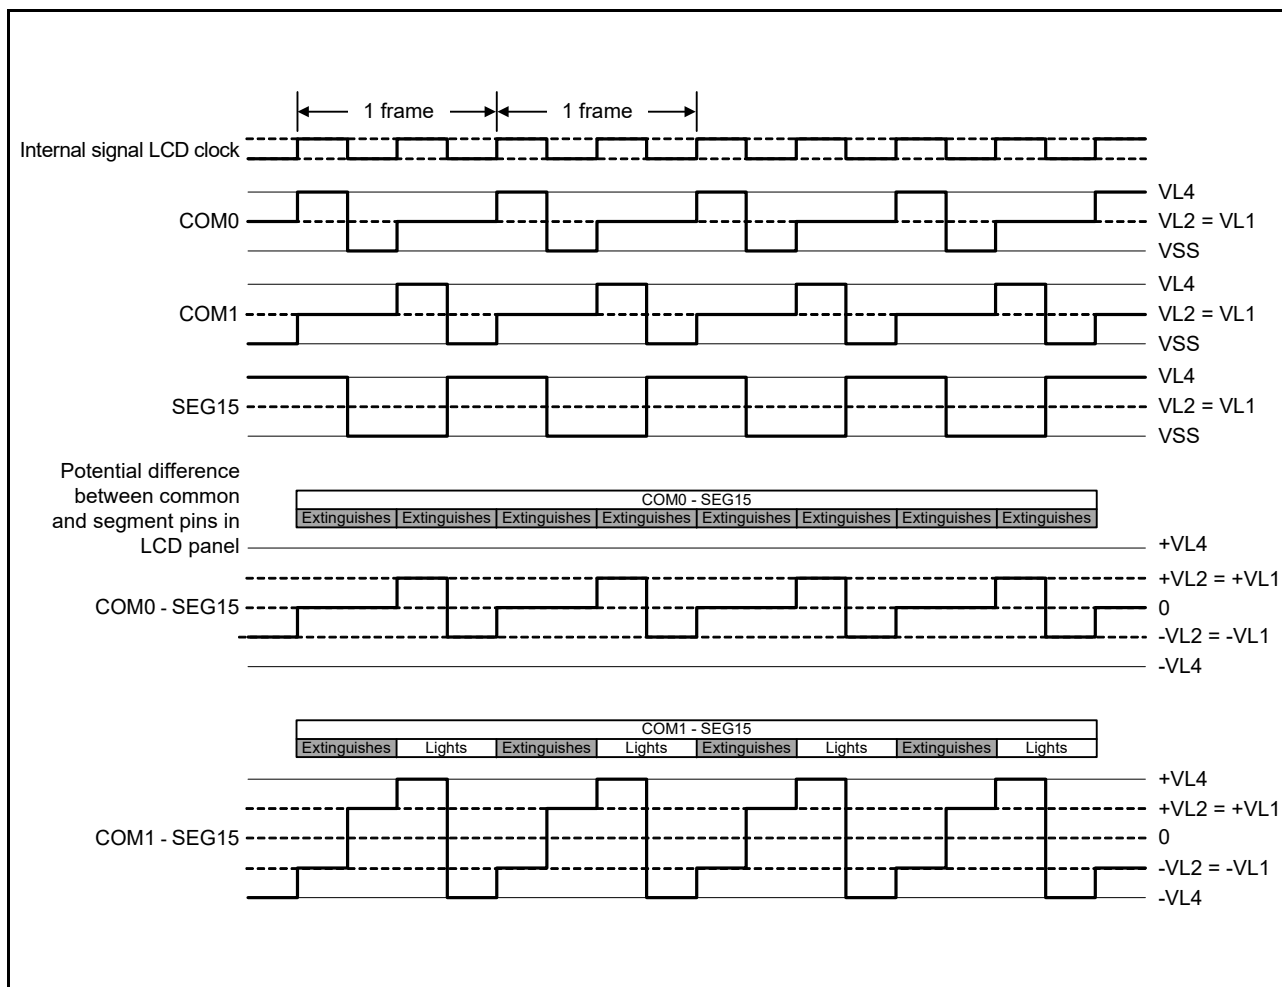 1 frame 1 frame
Internal signal LCD clock
VL4
COM0 VL2 = VL1
VSS
VL4
COM1 VL2 = VL1
VSS
VL4
SEG15 VL2 = VL1
VSS
Potential difference
between common
and segment pins in
LCD panel
COM0 - SEG15
Extinguishes Extinguishes Extinguishes Extinguishes Extinguishes Extinguishes Extinguishes Extinguishes
+VL4
+VL2 = +VL1
COM0 - SEG15 0
-VL2 = -VL1
-VL4
COM1 - SEG15
Extinguishes Lights Extinguishes Lights Extinguishes Lights Extinguishes Lights
+VL4
+VL2 = +VL1
COM1 - SEG15 0
-VL2 = -VL1
-VL4